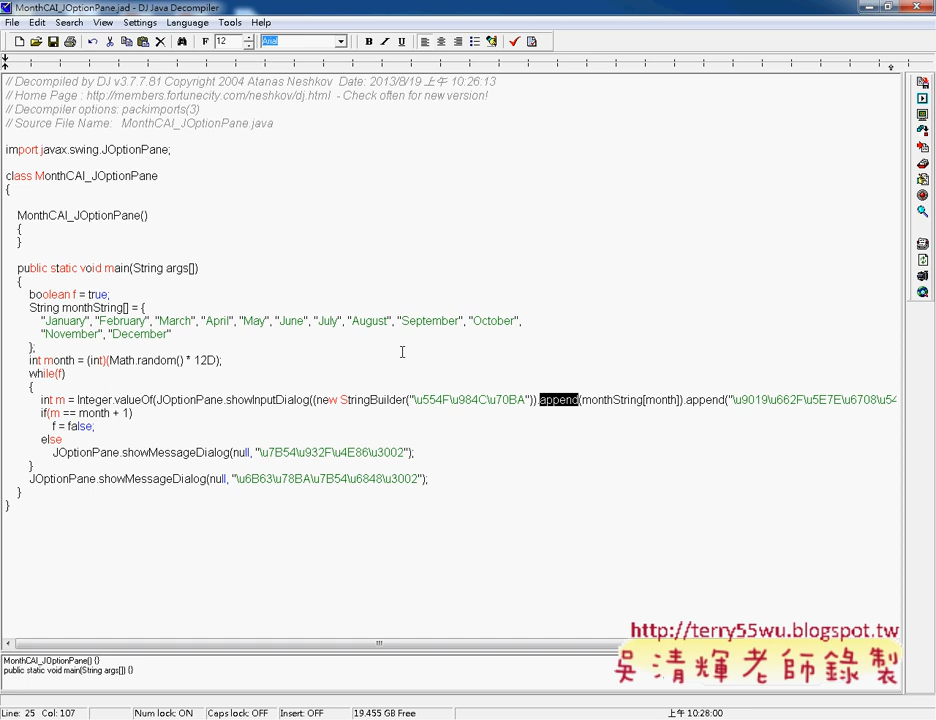 MonthCAI_JOptionPane.jad - DJ Java Decompiler
File Edit Search View Settings Language Tools Help
F 12 Arial B I U
// Decompiled by DJ v3.7.7.81 Copyright 2004 Atanas Neshkov Date: 2013/8/19 上午 10:26:13
// Home Page : http://members.fortunecity.com/neshkov/dj.html - Check often for new version!
// Decompiler options: packimports(3)
// Source File Name: MonthCAI_JOptionPane.java
import javax.swing.JOptionPane;
class MonthCAI_JOptionPane
{
MonthCAI_JOptionPane()
{
}
public static void main(String args[])
{
boolean f = true;
String monthString[] = {
"January", "February", "March", "April", "May", "June", "July", "August", "September", "October",
"November", "December"
};
int month = (int)(Math.random() * 12D);
while(f)
{
int m = Integer.valueOf(JOptionPane.showInputDialog((new StringBuilder("\u554F\u984C\u70BA")).append(monthString[month]).append("\u9019\u662F\u5E7E\u6708\u54
if(m == month + 1)
f = false;
else
JOptionPane.showMessageDialog(null, "\u7B54\u932F\u4E86\u3002");
}
JOptionPane.showMessageDialog(null, "\u6B63\u78BA\u7B54\u6848\u3002");
}
}
http://terry55wu.blogspot.tw
吳清輝老師錄製
MonthCAI_JOptionPane() {}
public static void main(String args[]) {}
Line: 25 Col: 107 Num lock: ON Caps lock: OFF Insert: OFF 19.455 GB Free 上午 10:28:00